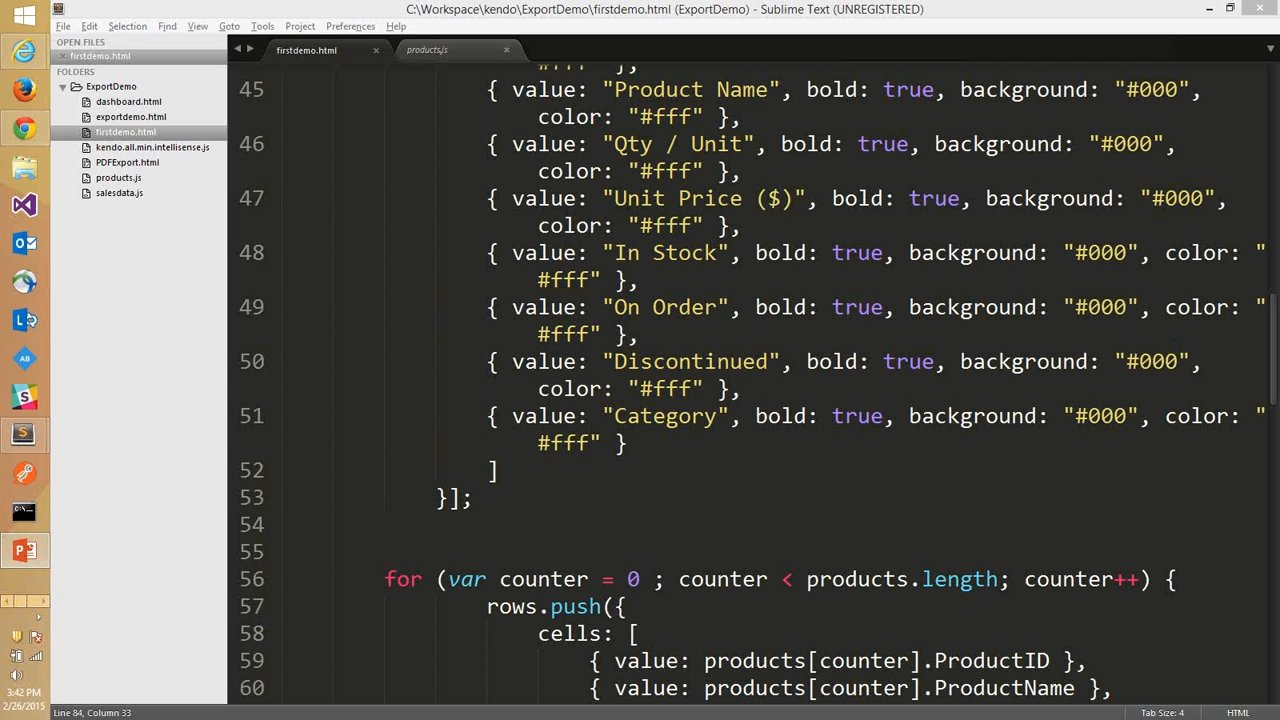 C:\Workspace\kendo\ExportDemo\firstdemo.html (ExportDemo) - Sublime Text (UNREGISTERED)
File Edit Selection Find View Goto Tools Project Preferences Help
OPEN FILES
firstdemo.html
FOLDERS
ExportDemo
dashboard.html
exportdemo.html
firstdemo.html
kendo.all.min.intellisense.js
PDFExport.html
products.js
salesdata.js
firstdemo.html products.js
"#fff" },
45 { value: "Product Name", bold: true, background: "#000",
color: "#fff" },
46 { value: "Qty / Unit", bold: true, background: "#000",
color: "#fff" },
47 { value: "Unit Price ($)", bold: true, background: "#000",
color: "#fff" },
48 { value: "In Stock", bold: true, background: "#000", color: "
#fff" },
49 { value: "On Order", bold: true, background: "#000", color: "
#fff" },
50 { value: "Discontinued", bold: true, background: "#000",
color: "#fff" },
51 { value: "Category", bold: true, background: "#000", color: "
#fff" }
52 ]
53 }];
54
55
56 for (var counter = 0 ; counter < products.length; counter++) {
57 rows.push({
58 cells: [
59 { value: products[counter].ProductID },
60 { value: products[counter].ProductName },
AB
3:42 PM
2/26/2015
Line 84, Column 33
Tab Size: 4
HTML